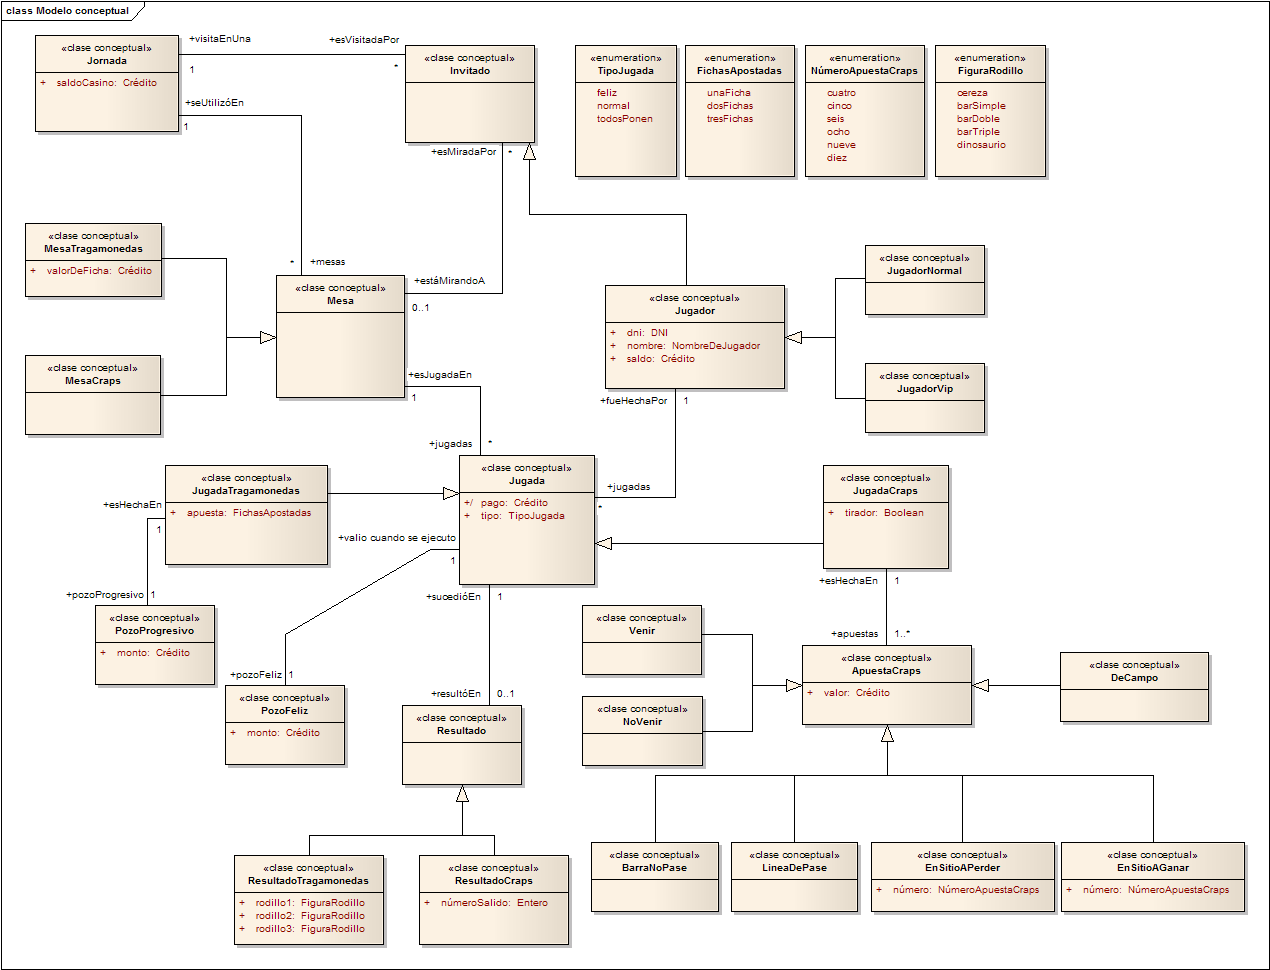 class Modelo conceptual
«clase conceptual»
Jornada
+ saldoCasino: Crédito
+visitaEnUna
1
+esVisitadaPor
*
«clase conceptual»
Invitado
«enumeration»
TipoJugada
feliz
normal
todosPonen
«enumeration»
FichasApostadas
unaFicha
dosFichas
tresFichas
«enumeration»
NúmeroApuestaCraps
cuatro
cinco
seis
ocho
nueve
diez
«enumeration»
FiguraRodillo
cereza
barSimple
barDoble
barTriple
dinosaurio
+seUtilizóEn
1
+esMiradaPor *
«clase conceptual»
MesaTragamonedas
+ valorDeFicha: Crédito
* +mesas
«clase conceptual»
Mesa
+estáMirandoA
0..1
«clase conceptual»
MesaCraps
«clase conceptual»
Jugador
+ dni: DNI
+ nombre: NombreDeJugador
+ saldo: Crédito
«clase conceptual»
JugadorNormal
«clase conceptual»
JugadorVip
+esJugadaEn
1
+fueHechaPor 1
+jugadas *
«clase conceptual»
Jugada
+/ pago: Crédito
+ tipo: TipoJugada
+jugadas
*
«clase conceptual»
JugadaTragamonedas
+ apuesta: FichasApostadas
«clase conceptual»
JugadaCraps
+ tirador: Boolean
+esHechaEn
1
+valio cuando se ejecuto
1
+pozoProgresivo 1
«clase conceptual»
PozoProgresivo
+ monto: Crédito
+sucedióEn 1
+esHechaEn 1
+apuestas 1..*
«clase conceptual»
Venir
«clase conceptual»
NoVenir
«clase conceptual»
ApuestaCraps
+ valor: Crédito
«clase conceptual»
DeCampo
+pozoFeliz 1
«clase conceptual»
PozoFeliz
+ monto: Crédito
+resultóEn 0..1
«clase conceptual»
Resultado
«clase conceptual»
ResultadoTragamonedas
+ rodillo1: FiguraRodillo
+ rodillo2: FiguraRodillo
+ rodillo3: FiguraRodillo
«clase conceptual»
ResultadoCraps
+ númeroSalido: Entero
«clase conceptual»
BarraNoPase
«clase conceptual»
LineaDePase
«clase conceptual»
EnSitioAPerder
+ número: NúmeroApuestaCraps
«clase conceptual»
EnSitioAGanar
+ número: NúmeroApuestaCraps